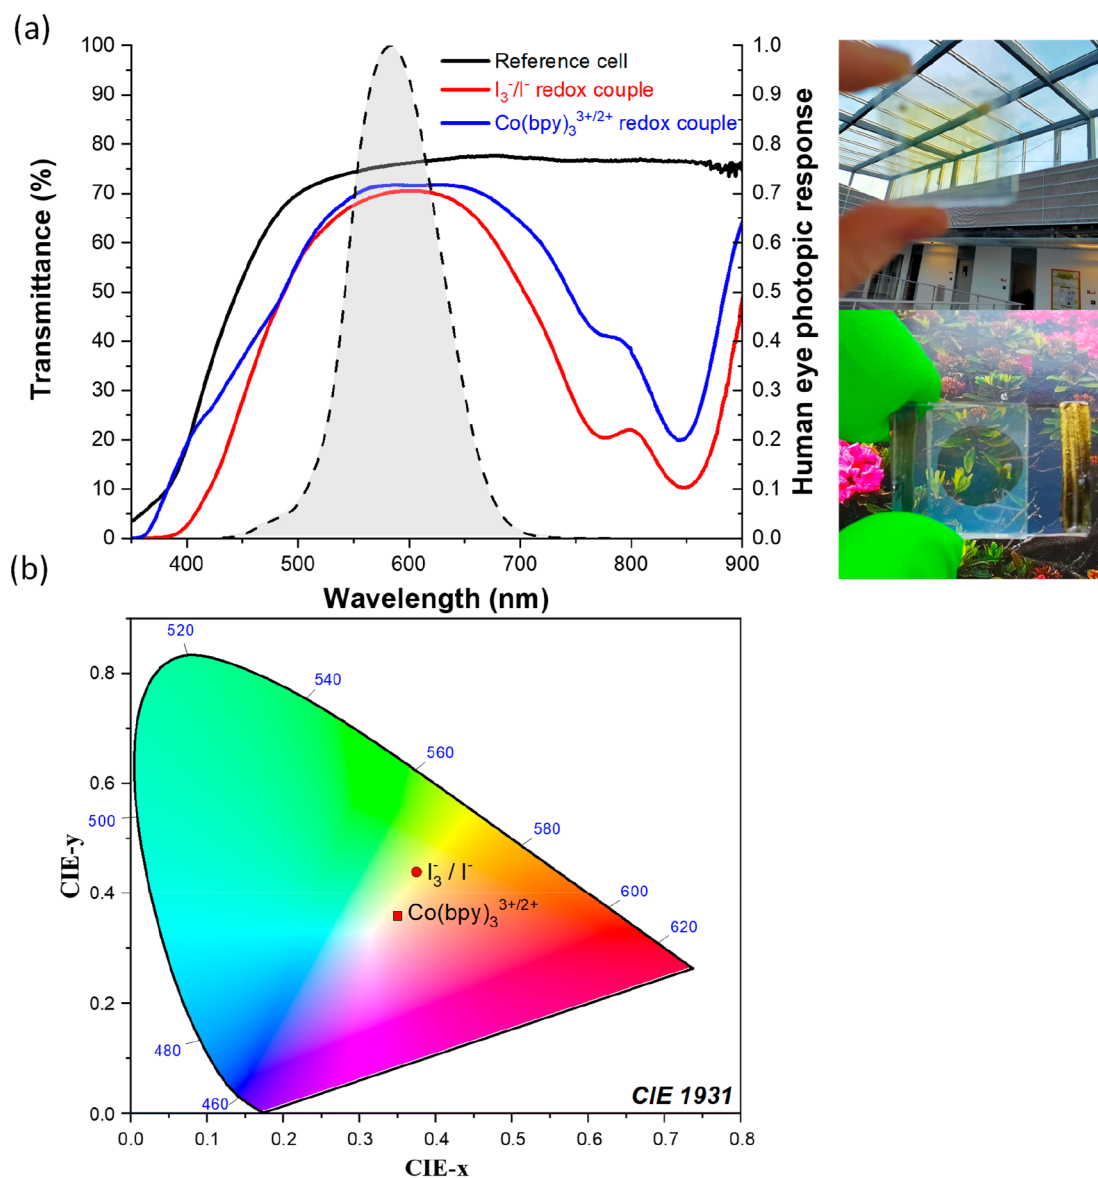 (a)
Transmittance (%)
100
90
80
70
60
50
40
30
20
10
0
Reference cell
I₃⁻/I⁻ redox couple
Co(bpy)₃³⁺/²⁺ redox couple
1.0
0.9
0.8
0.7
0.6
0.5
0.4
0.3
0.2
0.1
0.0
Human eye photopic response
400 500 600 700 800 900
Wavelength (nm)
(b)
CIE-y
0.8
0.6
0.4
0.2
0.0
520
540
560
580
600
620
500
480
460
I₃⁻ / I⁻
Co(bpy)₃³⁺/²⁺
CIE 1931
0.0 0.1 0.2 0.3 0.4 0.5 0.6 0.7 0.8
CIE-x